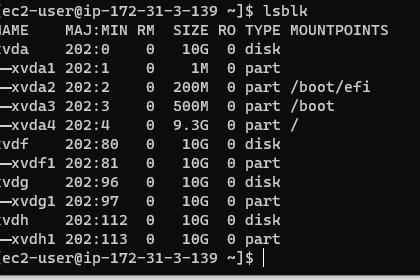 [ec2-user@ip-172-31-3-139 ~]$ lsblk
NAME MAJ:MIN RM SIZE RO TYPE MOUNTPOINTS
xvda 202:0 0 10G 0 disk
─xvda1 202:1 0 1M 0 part
─xvda2 202:2 0 200M 0 part /boot/efi
─xvda3 202:3 0 500M 0 part /boot
─xvda4 202:4 0 9.3G 0 part /
xvdf 202:80 0 10G 0 disk
─xvdf1 202:81 0 10G 0 part
xvdg 202:96 0 10G 0 disk
─xvdg1 202:97 0 10G 0 part
xvdh 202:112 0 10G 0 disk
─xvdh1 202:113 0 10G 0 part
[ec2-user@ip-172-31-3-139 ~]$